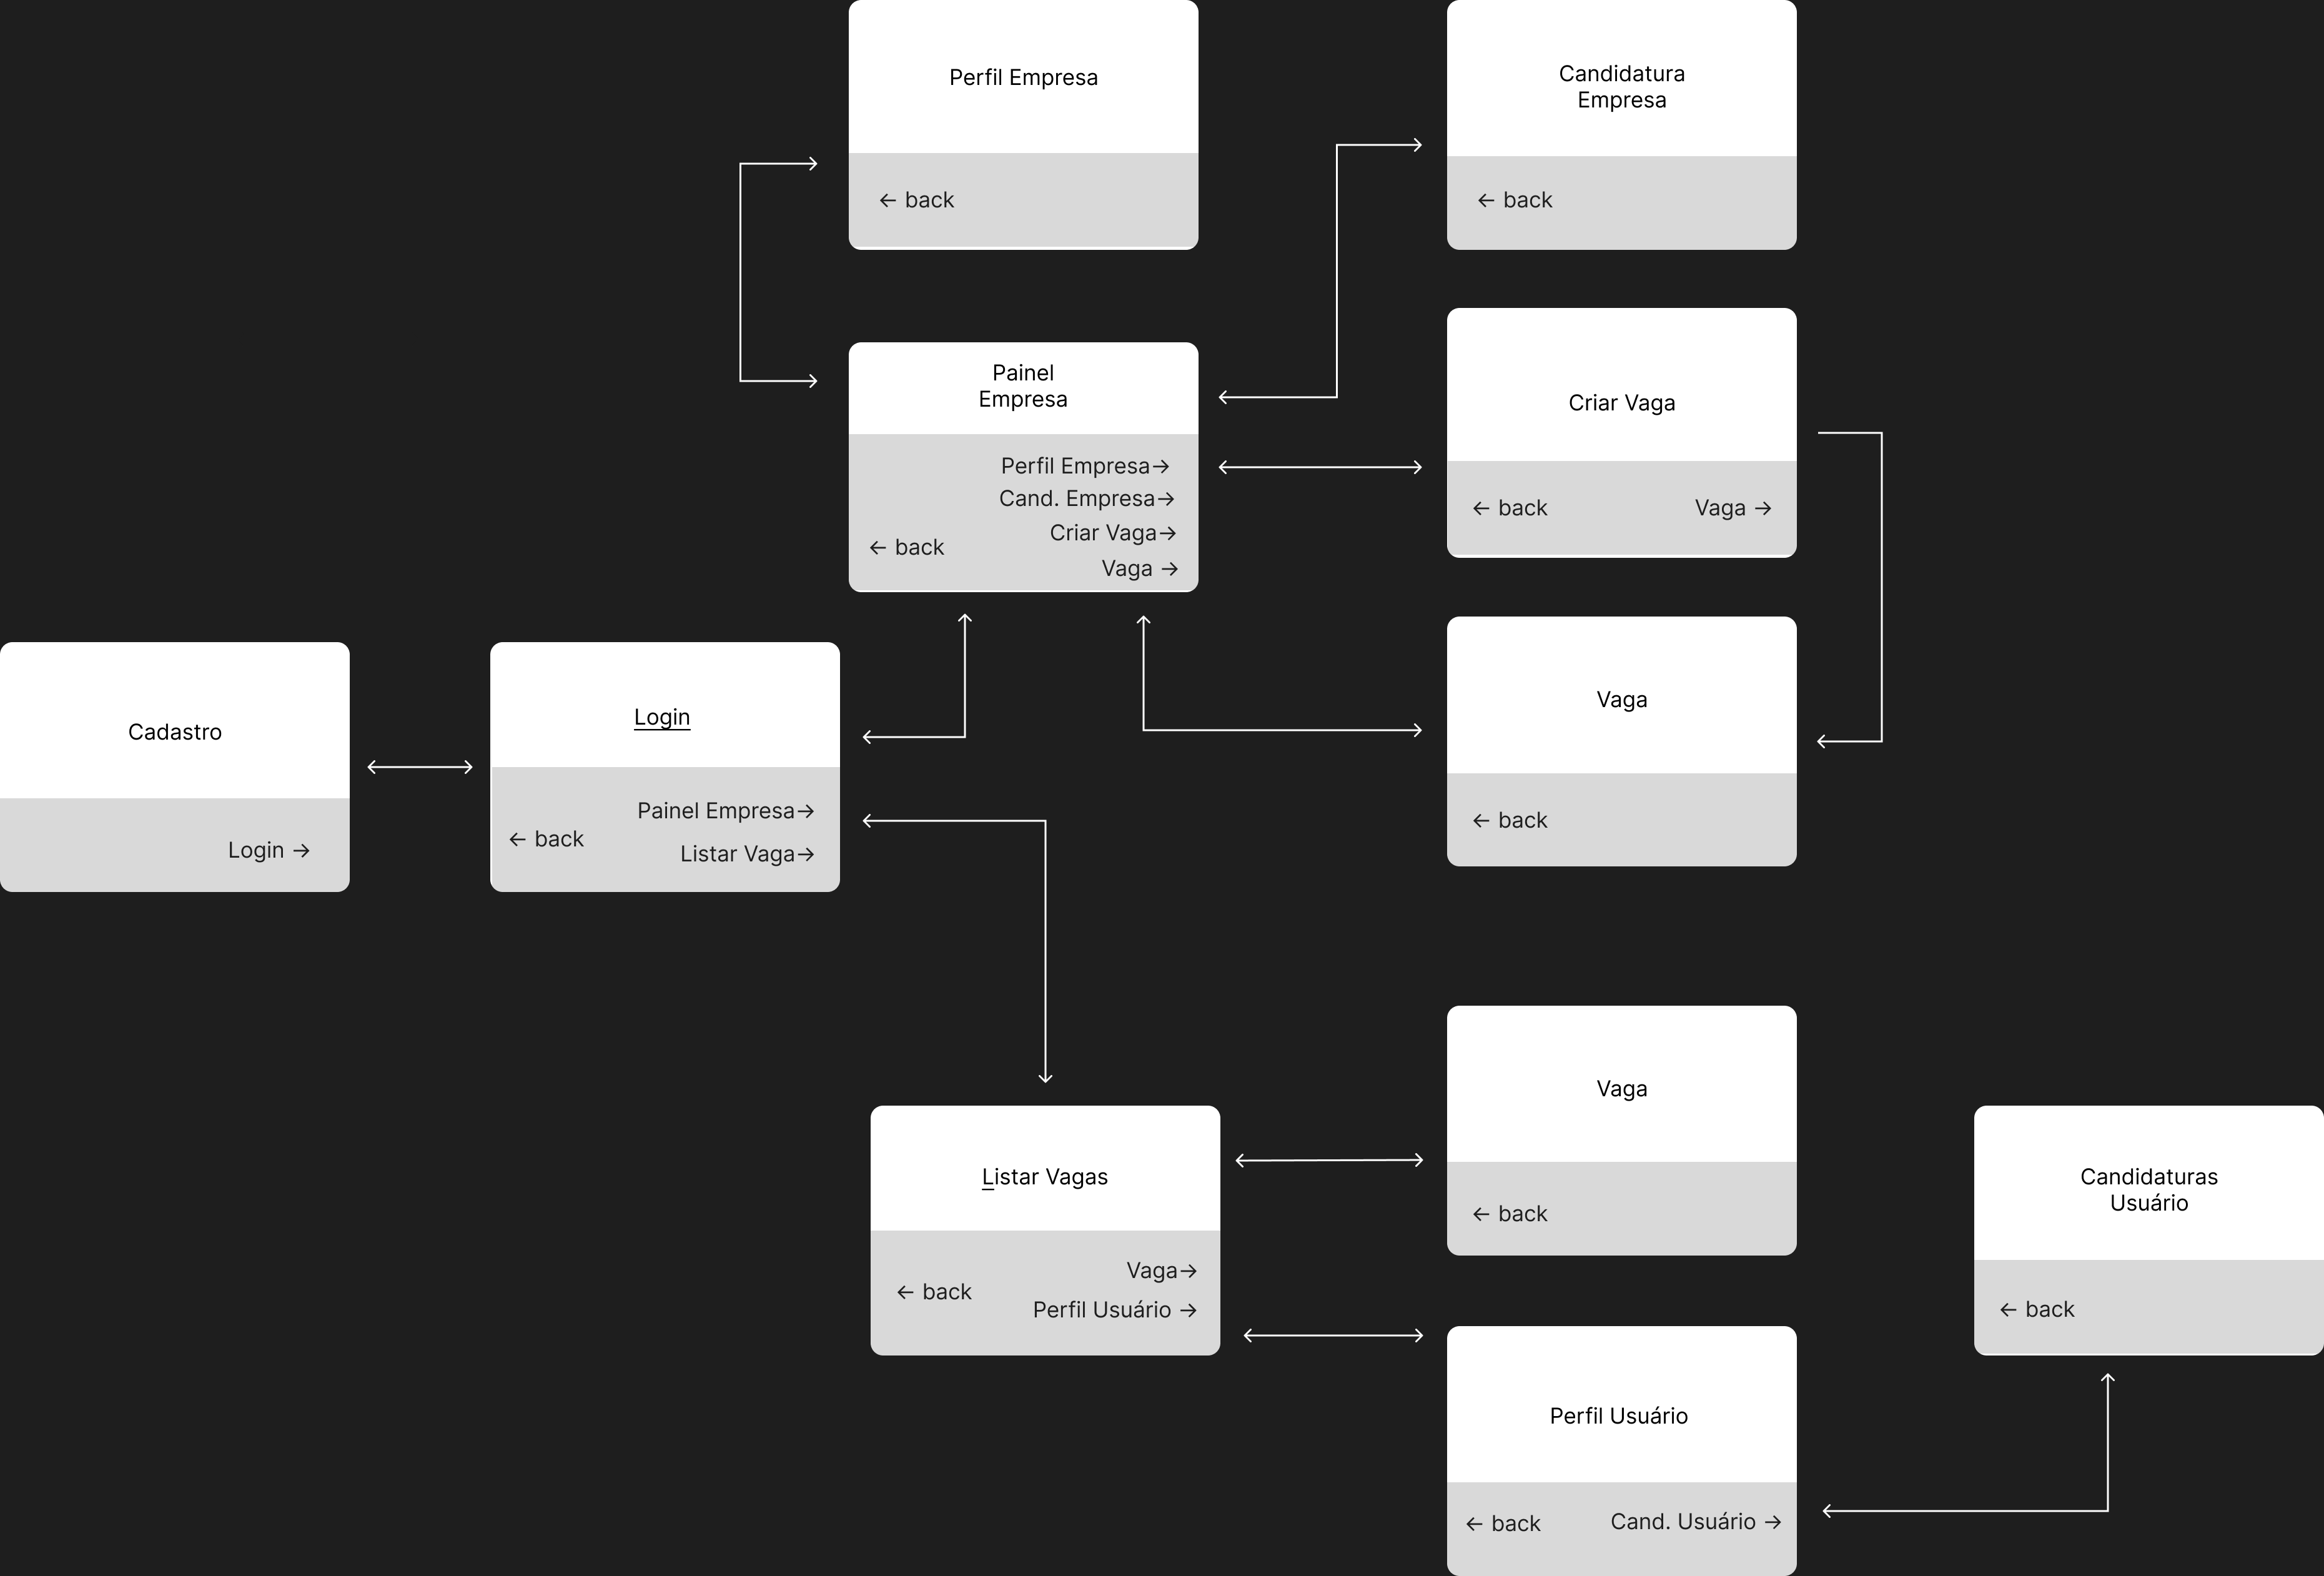 Perfil Empresa
← back
Candidatura
Empresa
← back
Painel
Empresa
Perfil Empresa→
Cand. Empresa→
Criar Vaga→
← back
Vaga →
Criar Vaga
← back
Vaga →
Cadastro
Login →
Login
Painel Empresa→
← back
Listar Vaga→
Vaga
← back
Listar Vagas
Vaga→
← back
Perfil Usuário →
Vaga
← back
Perfil Usuário
← back
Cand. Usuário →
Candidaturas
Usuário
← back